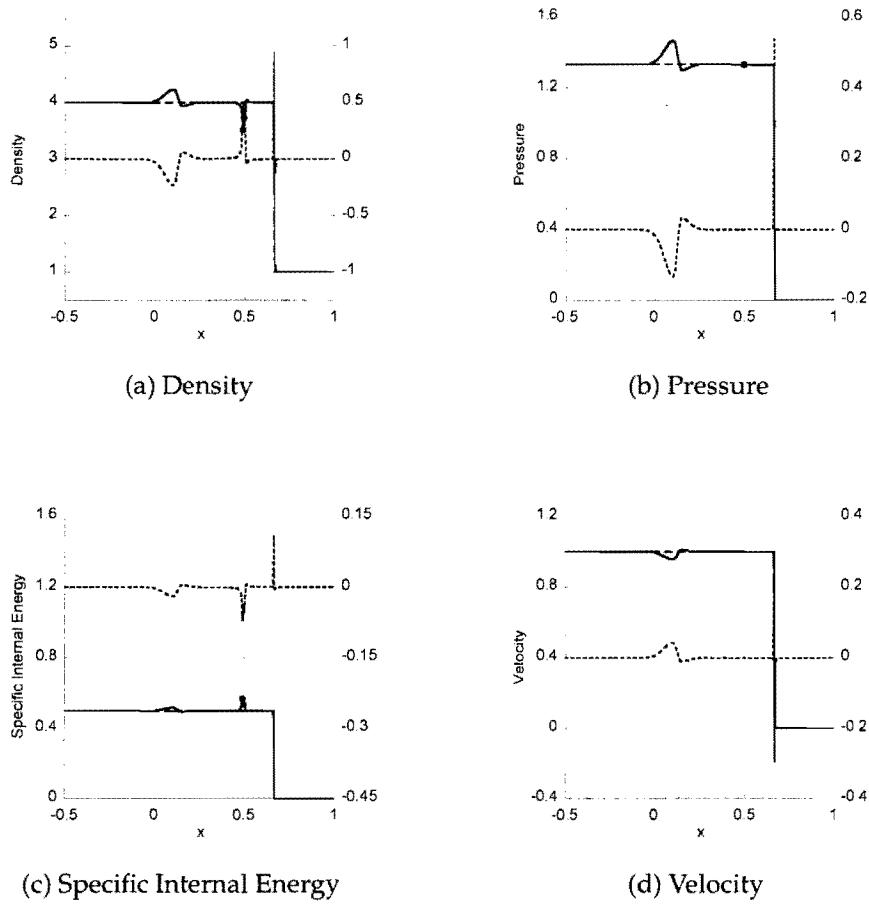 5
4
3
2
1
1
0.5
0
-0.5
-1
Density
-0.5 0 0.5 1
x
(a) Density
1.6
1.2
0.8
0.4
0
0.6
0.4
0.2
0
-0.2
Pressure
-0.5 0 0.5 1
x
(b) Pressure
1.6
1.2
0.8
0.4
0
0.15
0
-0.15
-0.3
-0.45
Specific Internal Energy
-0.5 0 0.5 1
x
(c) Specific Internal Energy
1.2
0.8
0.4
0
-0.4
0.4
0.2
0
-0.2
-0.4
Velocity
-0.5 0 0.5 1
x
(d) Velocity